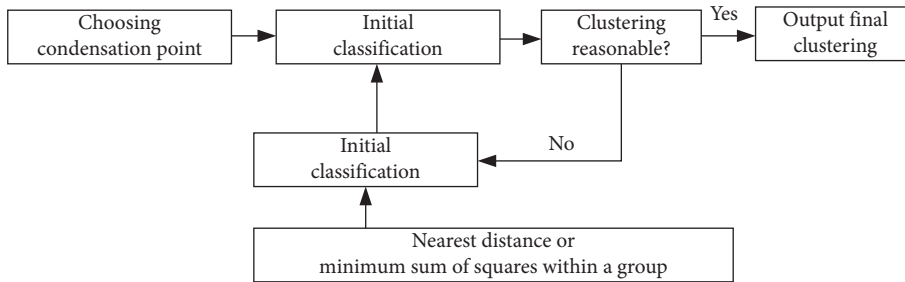 Choosing
condensation point
Initial
classification
Clustering
reasonable?
Yes
Output final
clustering
Initial
classification
No
Nearest distance or
minimum sum of squares within a group